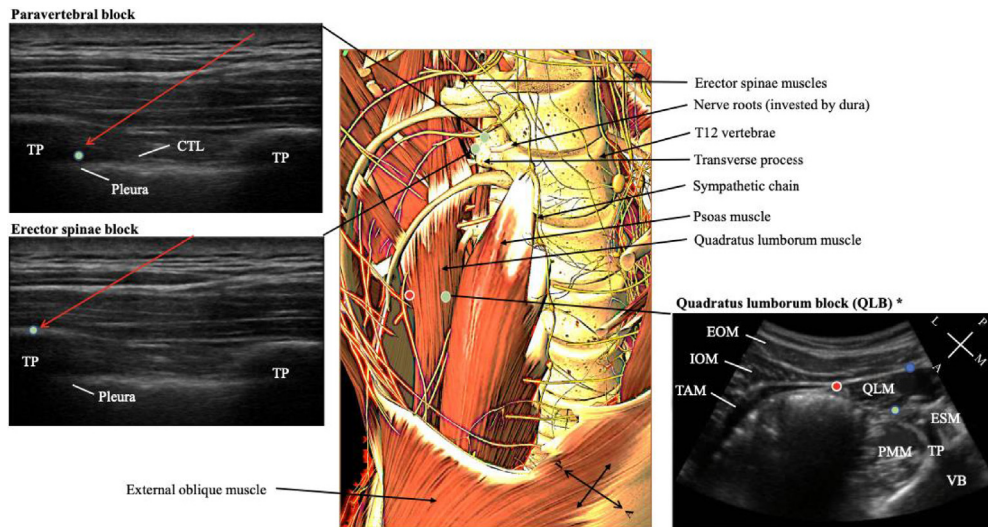 Paravertebral block
TP
CTL
TP
Pleura
Erector spinae block
TP
TP
Pleura
Erector spinae muscles
Nerve roots (invested by dura)
T12 vertebrae
Transverse process
Sympathetic chain
Psoas muscle
Quadratus lumborum muscle
External oblique muscle
Quadratus lumborum block (QLB) *
EOM
IOM
TAM
L
P
A
M
QLM
ESM
PMM
TP
VB